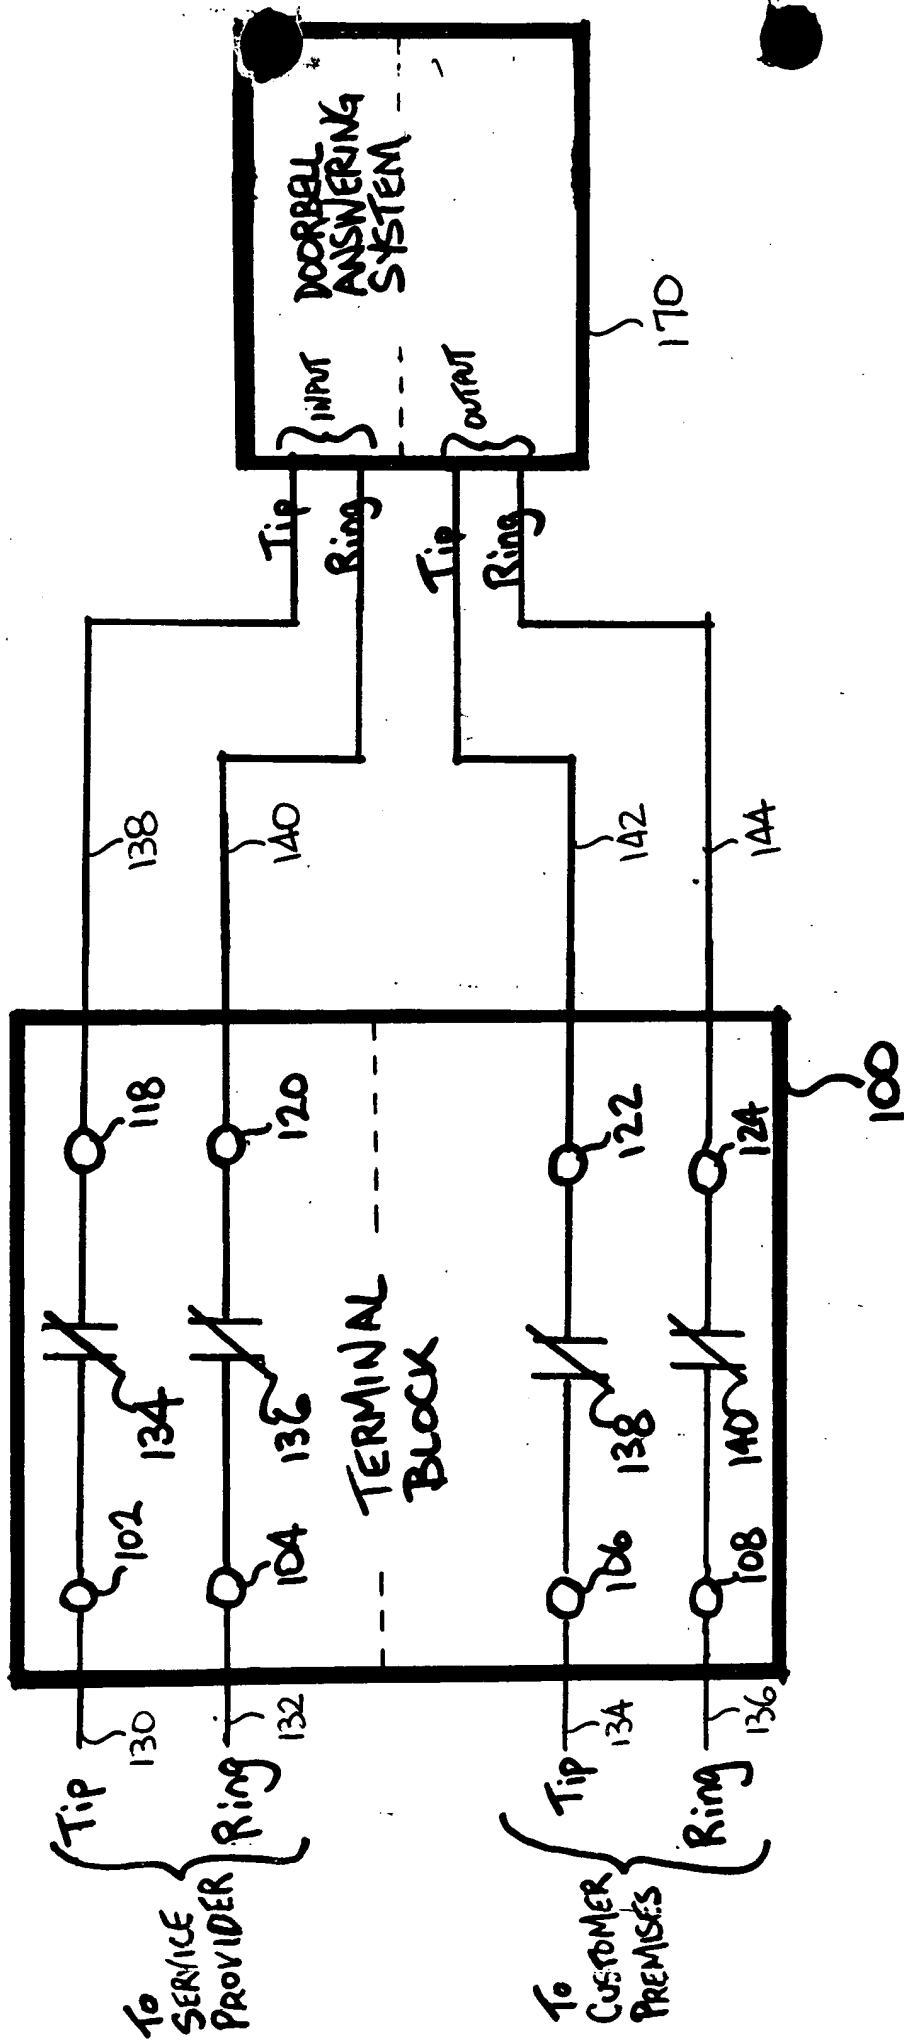 To
SERVICE
PROVIDER
Tip
130
Ring
132
To
CUSTOMER
PREMISES
Tip
134
Ring
136
102
134
118
104
136
120
TERMINAL
BLOCK
106
138
122
108
140
124
100
138
140
142
144
Tip
Ring
Tip
Ring
INPUT
OUTPUT
DOORBELL
ANSWERING
SYSTEM
170